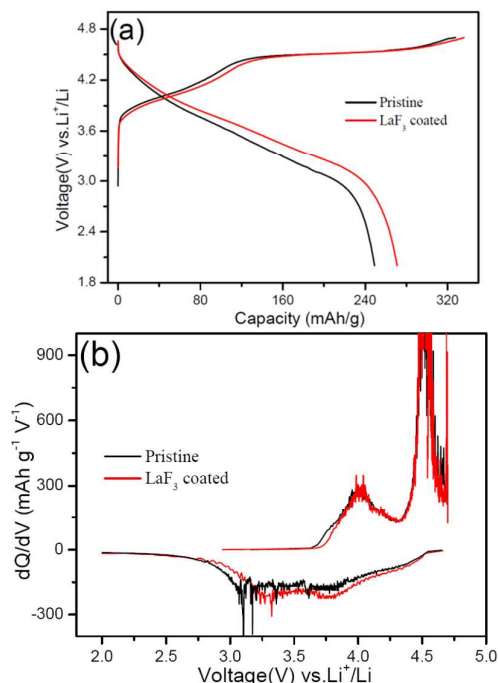 (a)
4.8
4.2
3.6
3.0
2.4
1.8
Voltage(V) vs.Li⁺/Li
Pristine
LaF₃ coated
0
80
160
240
320
Capacity (mAh/g)
(b)
900
600
300
0
-300
dQ/dV (mAh g⁻¹ V⁻¹)
Pristine
LaF₃ coated
2.0
2.5
3.0
3.5
4.0
4.5
5.0
Voltage(V) vs.Li⁺/Li